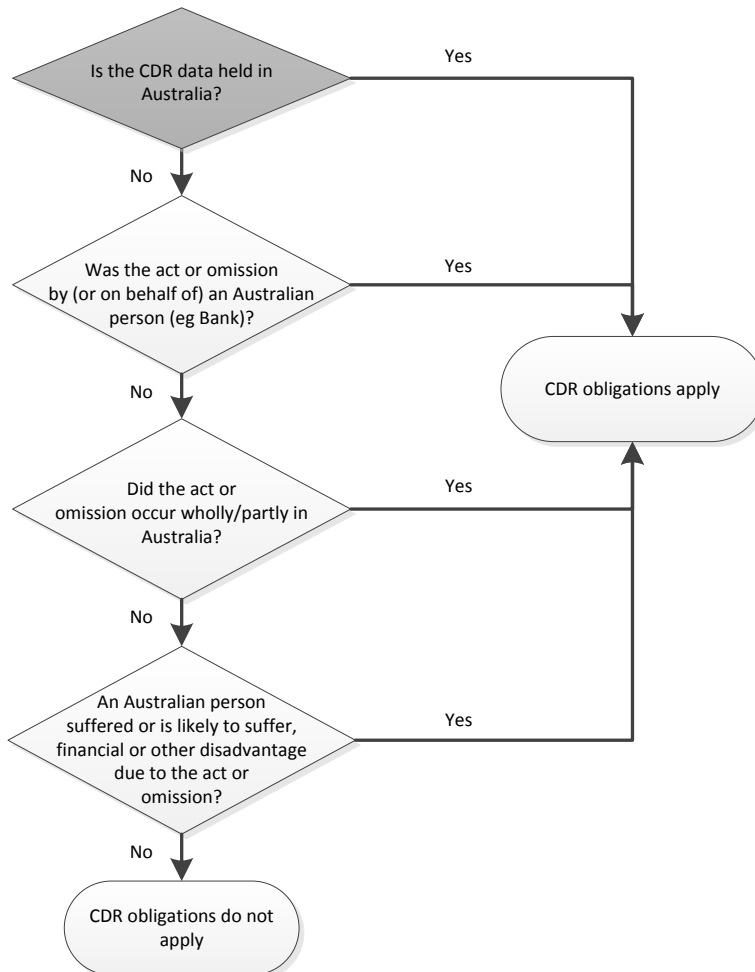 Is the CDR data held in
Australia?
Yes
No
Was the act or omission
by (or on behalf of) an Australian
person (eg Bank)?
Yes
CDR obligations apply
No
Did the act or
omission occur wholly/partly in
Australia?
Yes
No
An Australian person
suffered or is likely to suffer,
financial or other disadvantage
due to the act or
omission?
Yes
No
CDR obligations do not
apply